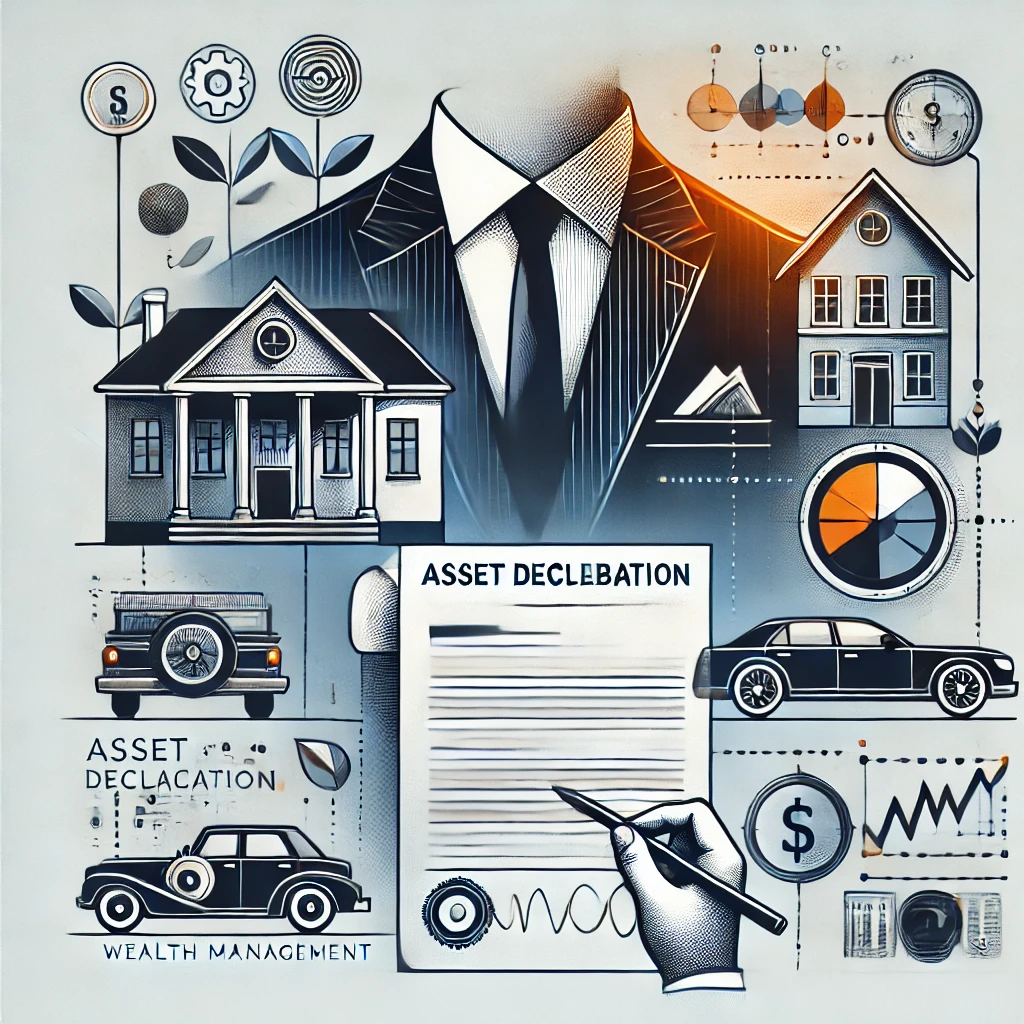 $
ASSET DECLEBATION
ASSET
DECLACATION
$
WEALTH MANAGEMENT